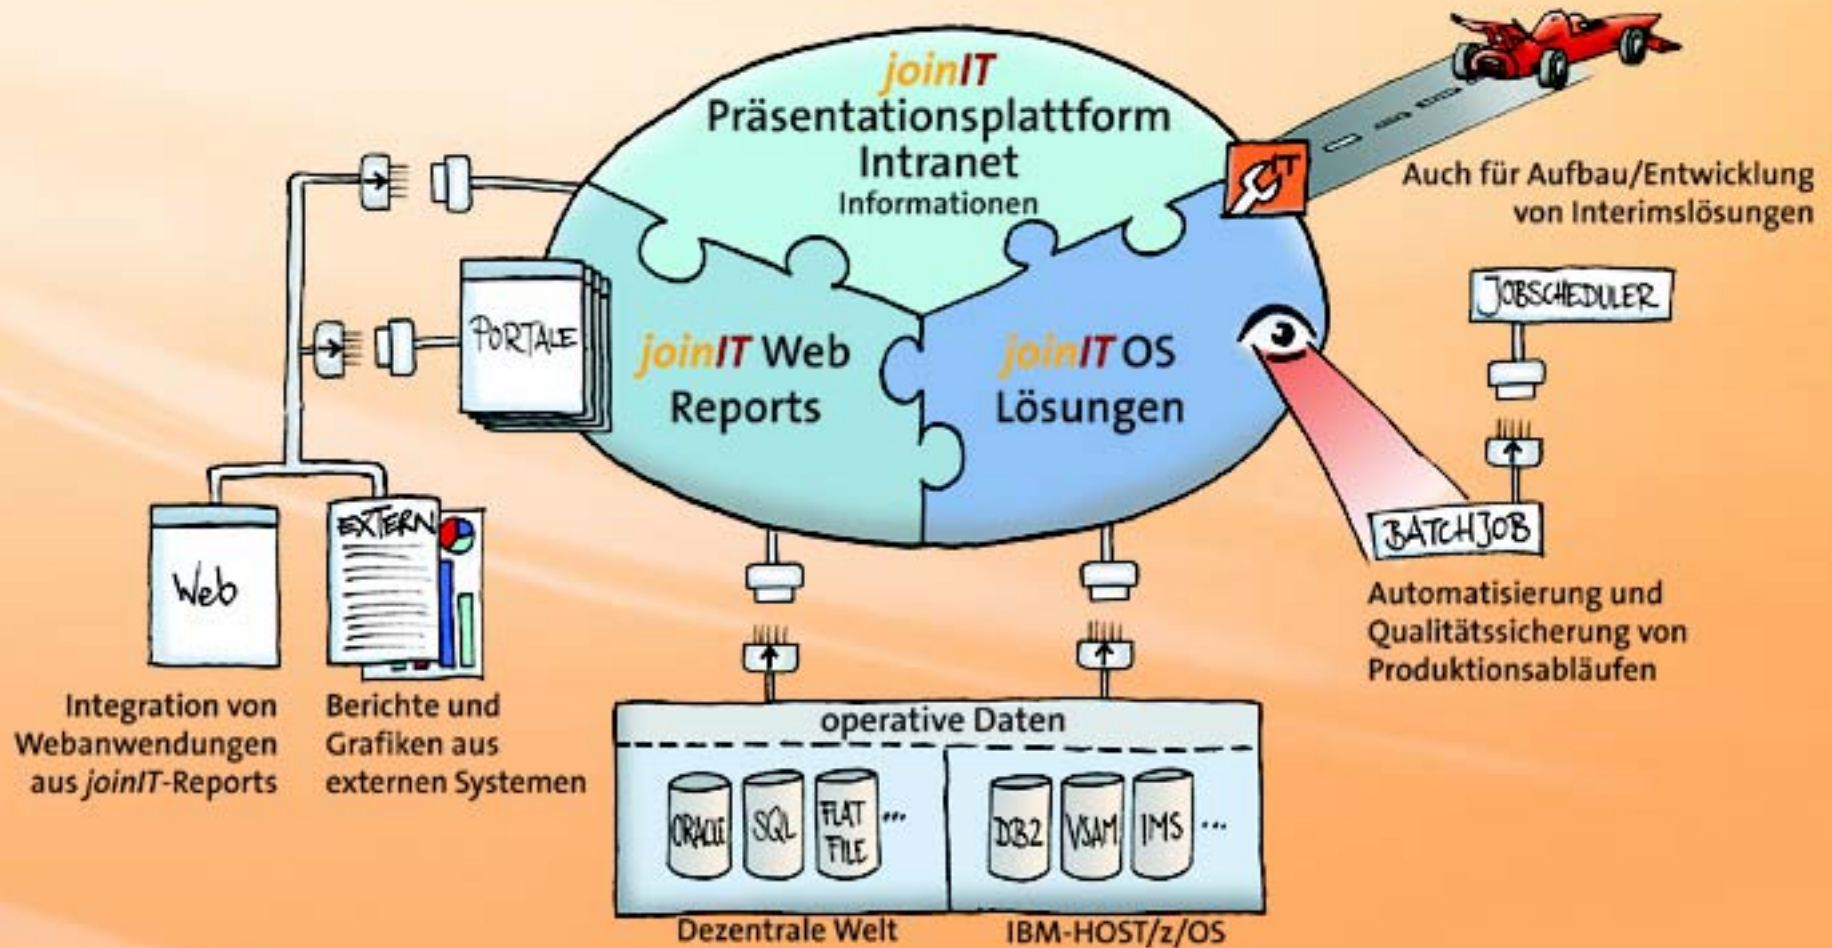 joinIT
Präsentationsplattform
Intranet
Informationen
IT
Auch für Aufbau/Entwicklung
von Interimslösungen
JOBSCHEDULER
PORTALE
joinIT Web
Reports
joinIT OS
Lösungen
BATCHJOB
Automatisierung und
Qualitätssicherung von
Produktionsabläufen
Web
EXTERN
Integration von
Webanwendungen
aus joinIT-Reports
Berichte und
Grafiken aus
externen Systemen
operative Daten
ORACLE
SQL
FLAT
FILE
...
DB2
VSAM
IMS
...
Dezentrale Welt
IBM-HOST/z/OS